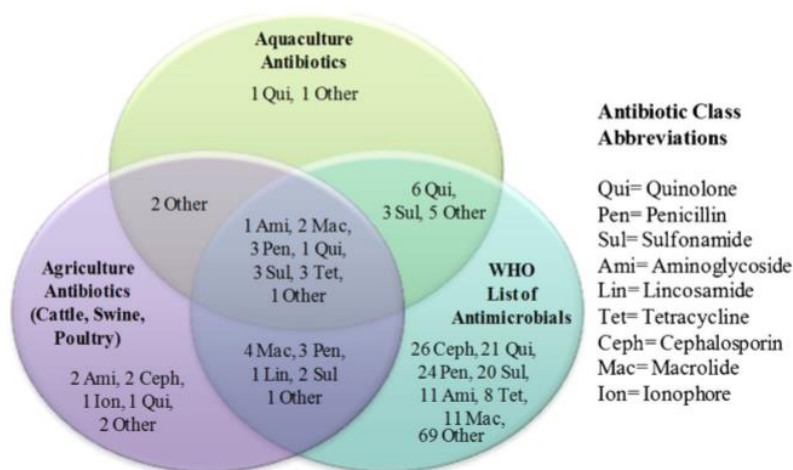 Aquaculture
Antibiotics
1 Qui, 1 Other
2 Other
6 Qui,
3 Sul, 5 Other
1 Ami, 2 Mac,
3 Pen, 1 Qui,
3 Sul, 3 Tet,
1 Other
Agriculture
Antibiotics
(Cattle, Swine,
Poultry)
2 Ami, 2 Ceph,
1 Ion, 1 Qui,
2 Other
4 Mac, 3 Pen,
1 Lin, 2 Sul
1 Other
WHO
List of
Antimicrobials
26 Ceph, 21 Qui,
24 Pen, 20 Sul,
11 Ami, 8 Tet,
11 Mac,
69 Other
Antibiotic Class
Abbreviations
Qui= Quinolone
Pen= Penicillin
Sul= Sulfonamide
Ami= Aminoglycoside
Lin= Lincosamide
Tet= Tetracycline
Ceph= Cephalosporin
Mac= Macrolide
Ion= Ionophore